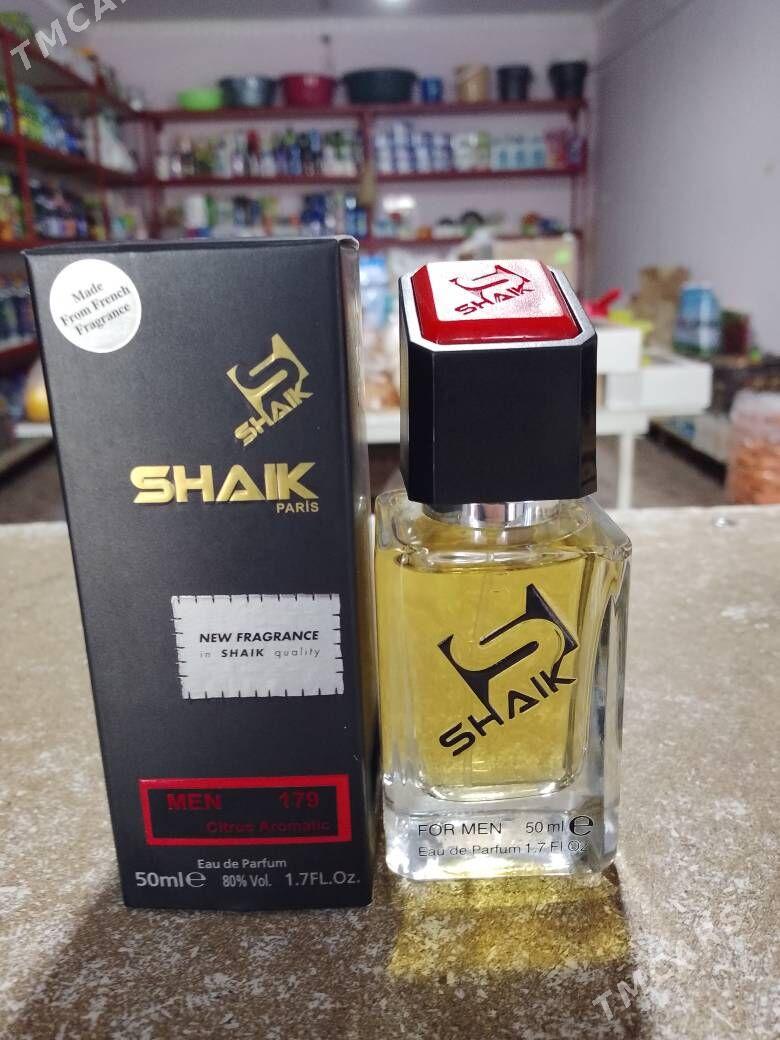 TMCARS
Made
From French
Fragrance
SHAIK
SHAIK
PARİS
NEW FRAGRANCE
in SHAIK quality
MEN 179
Citrus Aromatic
Eau de Parfum
50ml e 80% Vol. 1.7FL.Oz.
SHAIK
SHAIK
FOR MEN 50 ml e
Eau de Parfum 1.7 Fl Oz
TMCARS